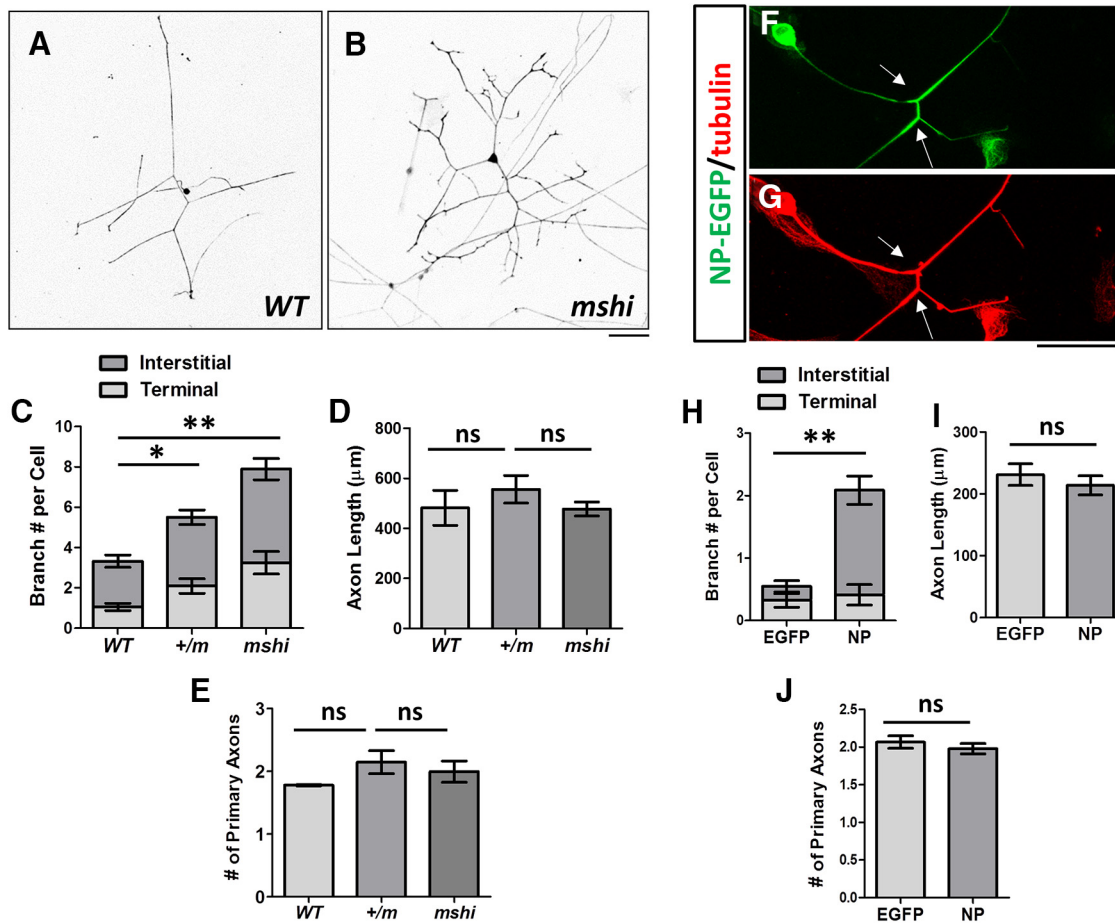 A
WT
B
mshi
NP-EGFP/tubulin
F
G
Interstitial
Terminal
C
Branch # per Cell
10
8
6
4
2
0
*
**
WT +/m mshi
D
Axon Length (μm)
800
600
400
200
0
ns ns
WT +/m mshi
Interstitial
Terminal
H
Branch # per Cell
3
2
1
0
**
EGFP NP
I
Axon Length (μm)
300
200
100
0
ns
EGFP NP
E
# of Primary Axons
3
2
1
0
ns ns
WT +/m mshi
J
# of Primary Axons
2.5
2.0
1.5
1.0
0.5
0.0
ns
EGFP NP